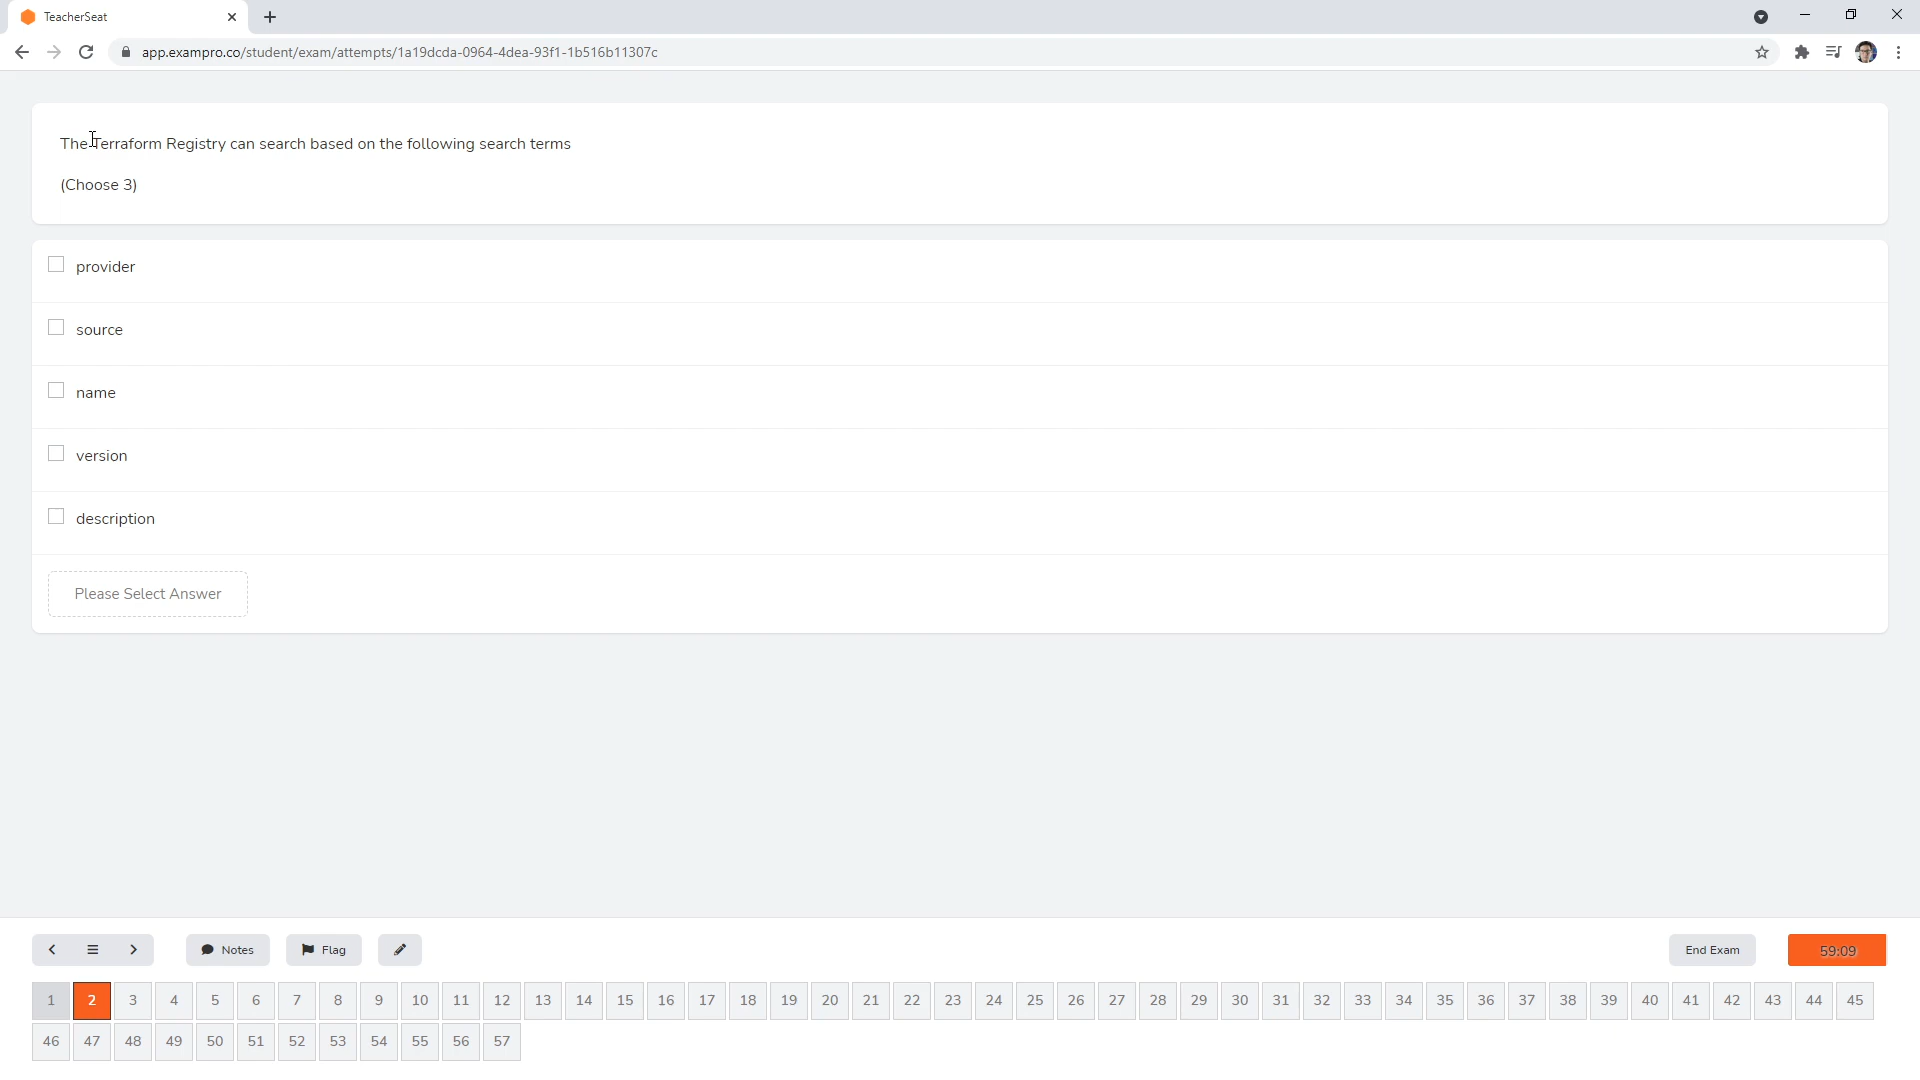 TeacherSeat
app.exampro.co/student/exam/attempts/1a19dcda-0964-4dea-93f1-1b516b11307c
The Terraform Registry can search based on the following search terms
(Choose 3)
provider
source
name
version
description
Please Select Answer
Notes Flag End Exam 59:09
1 2 3 4 5 6 7 8 9 10 11 12 13 14 15 16 17 18 19 20 21 22 23 24 25 26 27 28 29 30 31 32 33 34 35 36 37 38 39 40 41 42 43 44 45
46 47 48 49 50 51 52 53 54 55 56 57